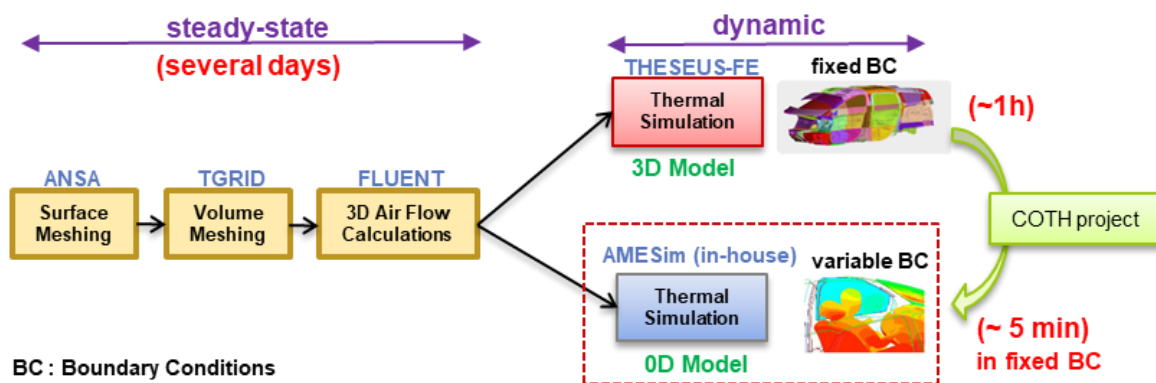 steady-state
(several days)
dynamic
THESEUS-FE
fixed BC
Thermal
Simulation
(~1h)
3D Model
ANSA
TGRID
FLUENT
Surface
Meshing
Volume
Meshing
3D Air Flow
Calculations
COTH project
AMESim (in-house)
variable BC
Thermal
Simulation
0D Model
(~ 5 min)
in fixed BC
BC : Boundary Conditions